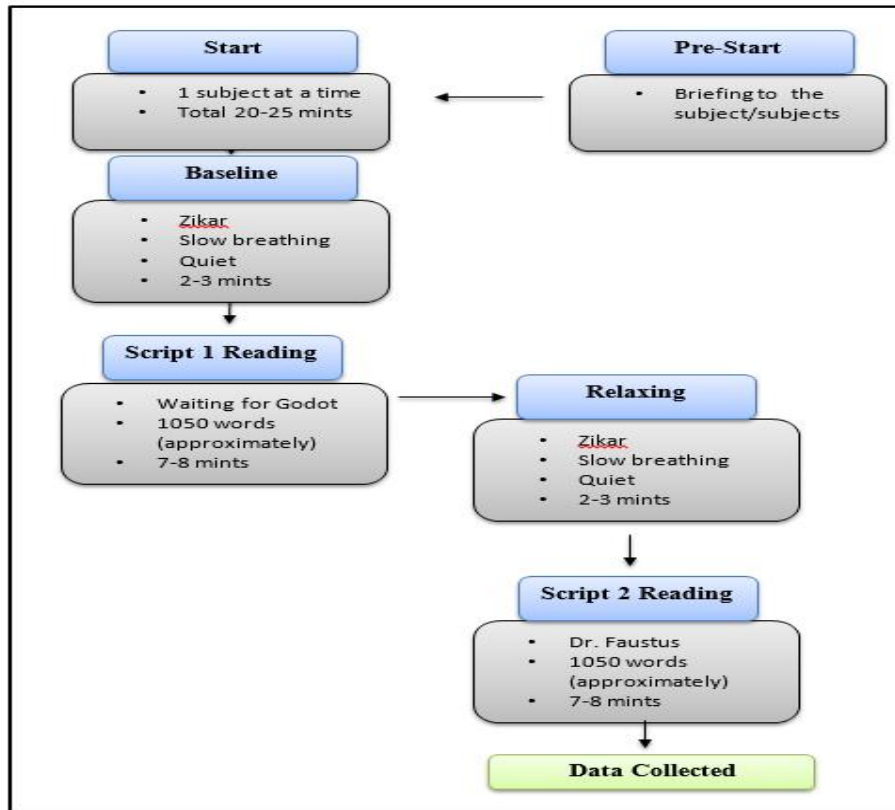 Pre-Start
• Briefing to the
subject/subjects
Start
• 1 subject at a time
• Total 20-25 mints
Baseline
• Zikar
• Slow breathing
• Quiet
• 2-3 mints
Script 1 Reading
• Waiting for Godot
• 1050 words
(approximately)
• 7-8 mints
Relaxing
• Zikar
• Slow breathing
• Quiet
• 2-3 mints
Script 2 Reading
• Dr. Faustus
• 1050 words
(approximately)
• 7-8 mints
Data Collected